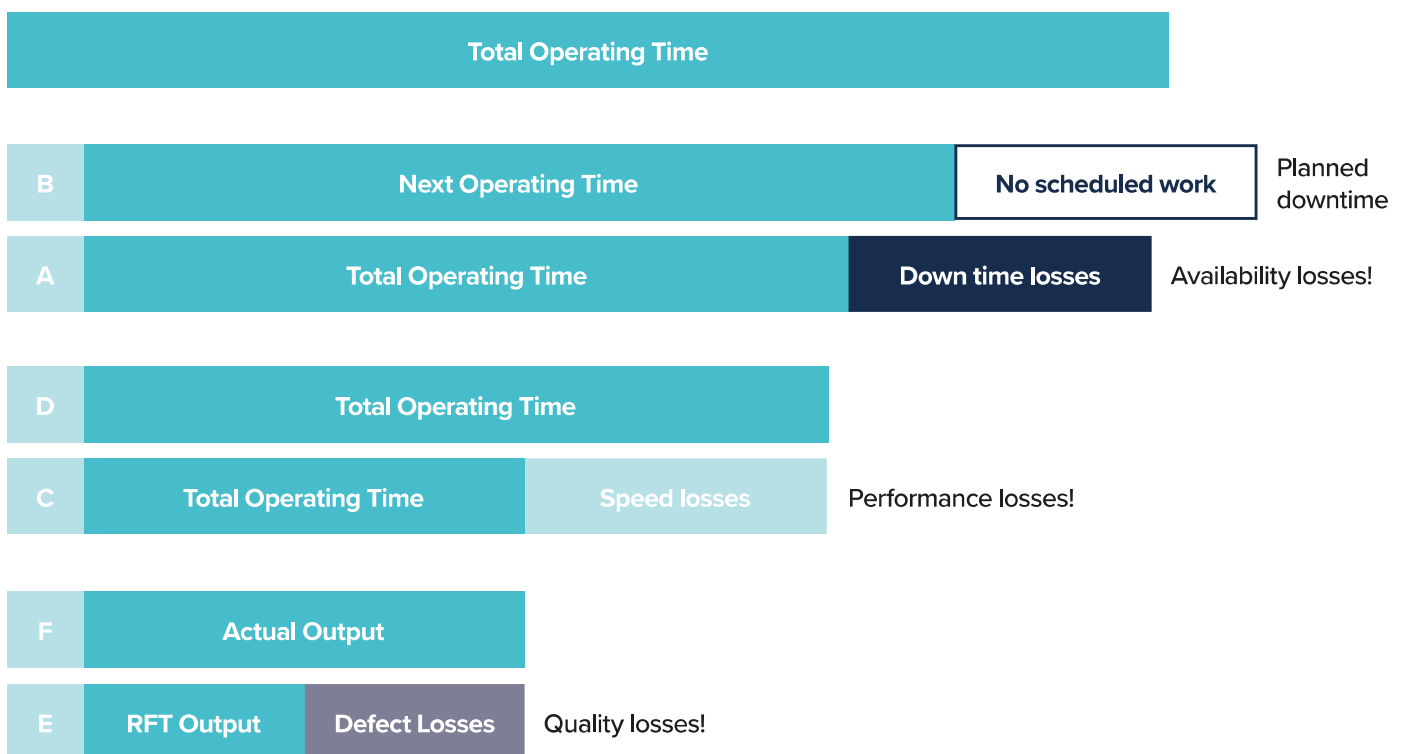 Total Operating Time
B
Next Operating Time
No scheduled work
Planned
downtime
A
Total Operating Time
Down time losses
Availability losses!
D
Total Operating Time
C
Total Operating Time
Speed losses
Performance losses!
F
Actual Output
E
RFT Output
Defect Losses
Quality losses!